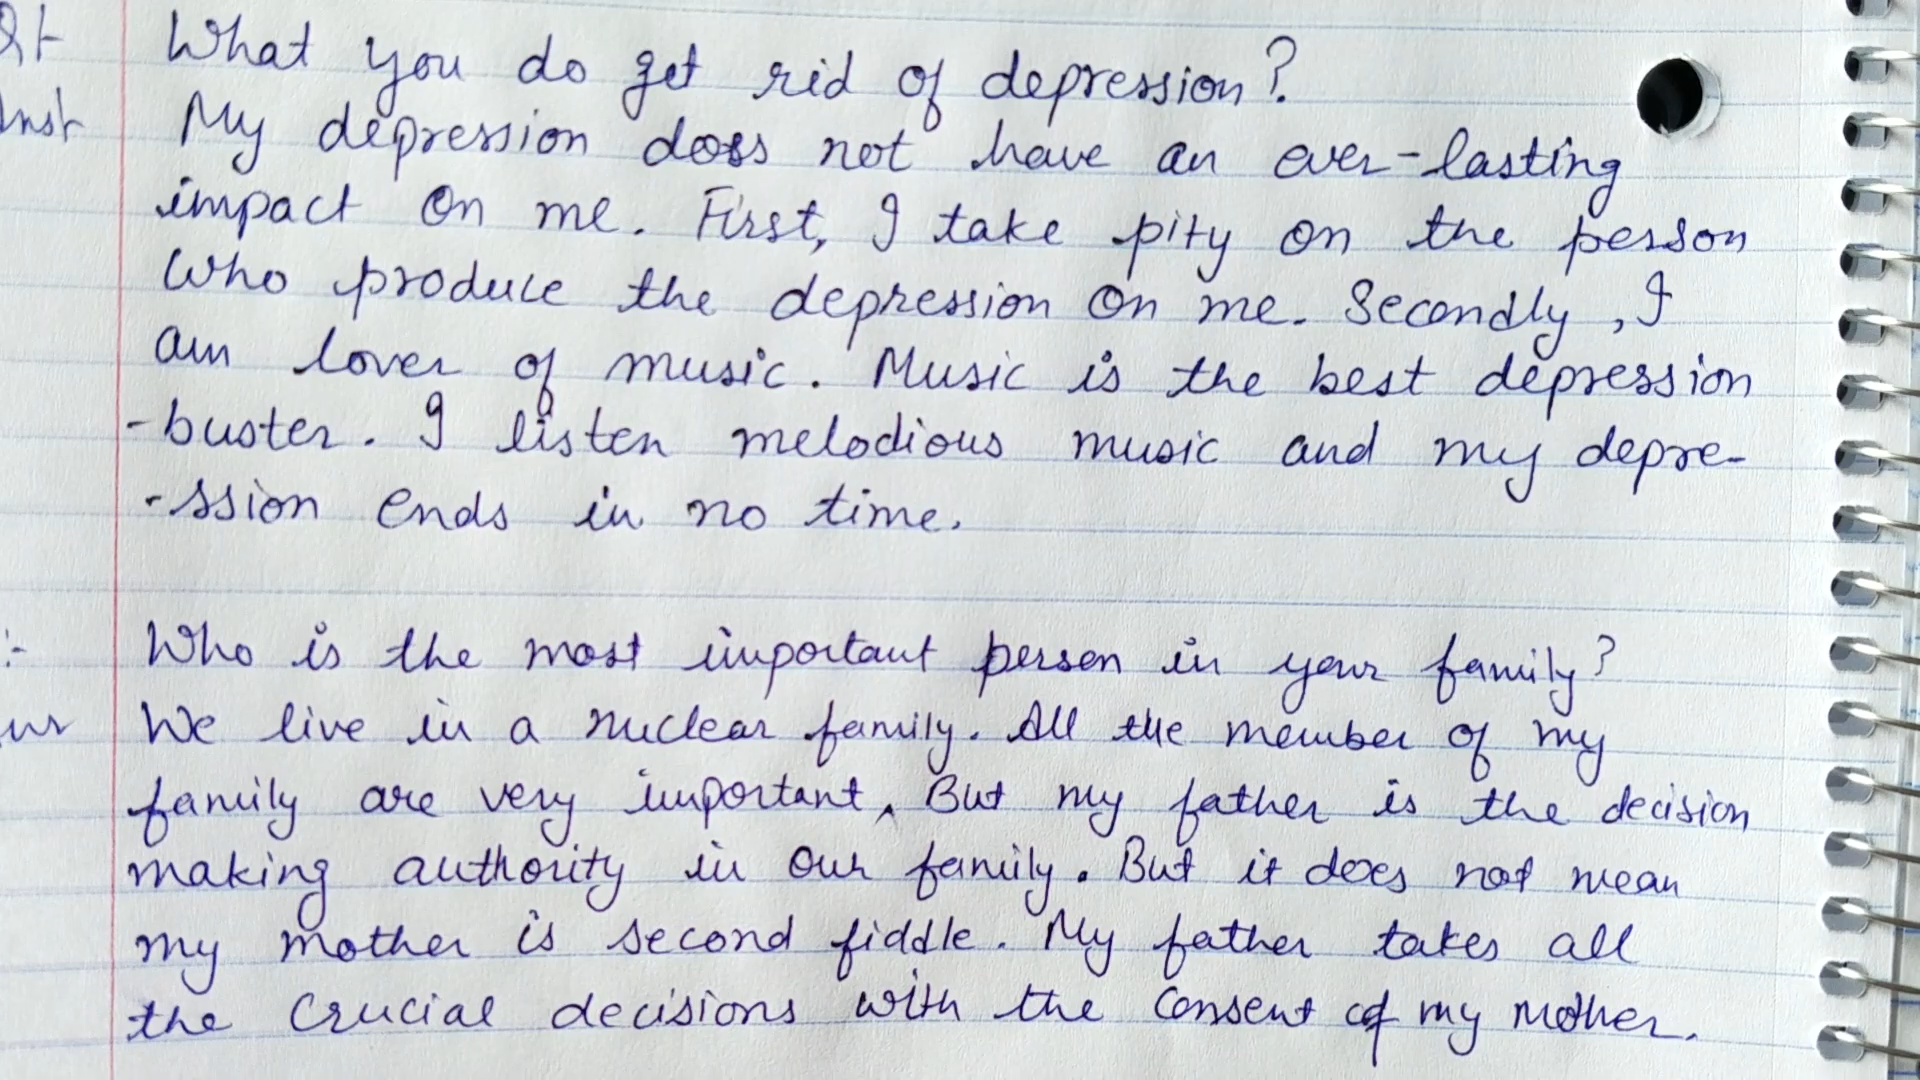 What you do get rid of depression?
My depression does not have an ever-lasting
impact on me. First, I take pity on the person
who produce the depression on me. Secondly, I
am lover of music. Music is the best depression
-buster. I listen melodious music and my depre-
-ssion ends in no time.
Who is the most important person in your family?
We live in a nuclear family. All the member of my
family are very important, But my father is the decision
making authority in our family. But it does not mean
my mother is second fiddle. My father takes all
the crucial decisions with the consent of my mother.